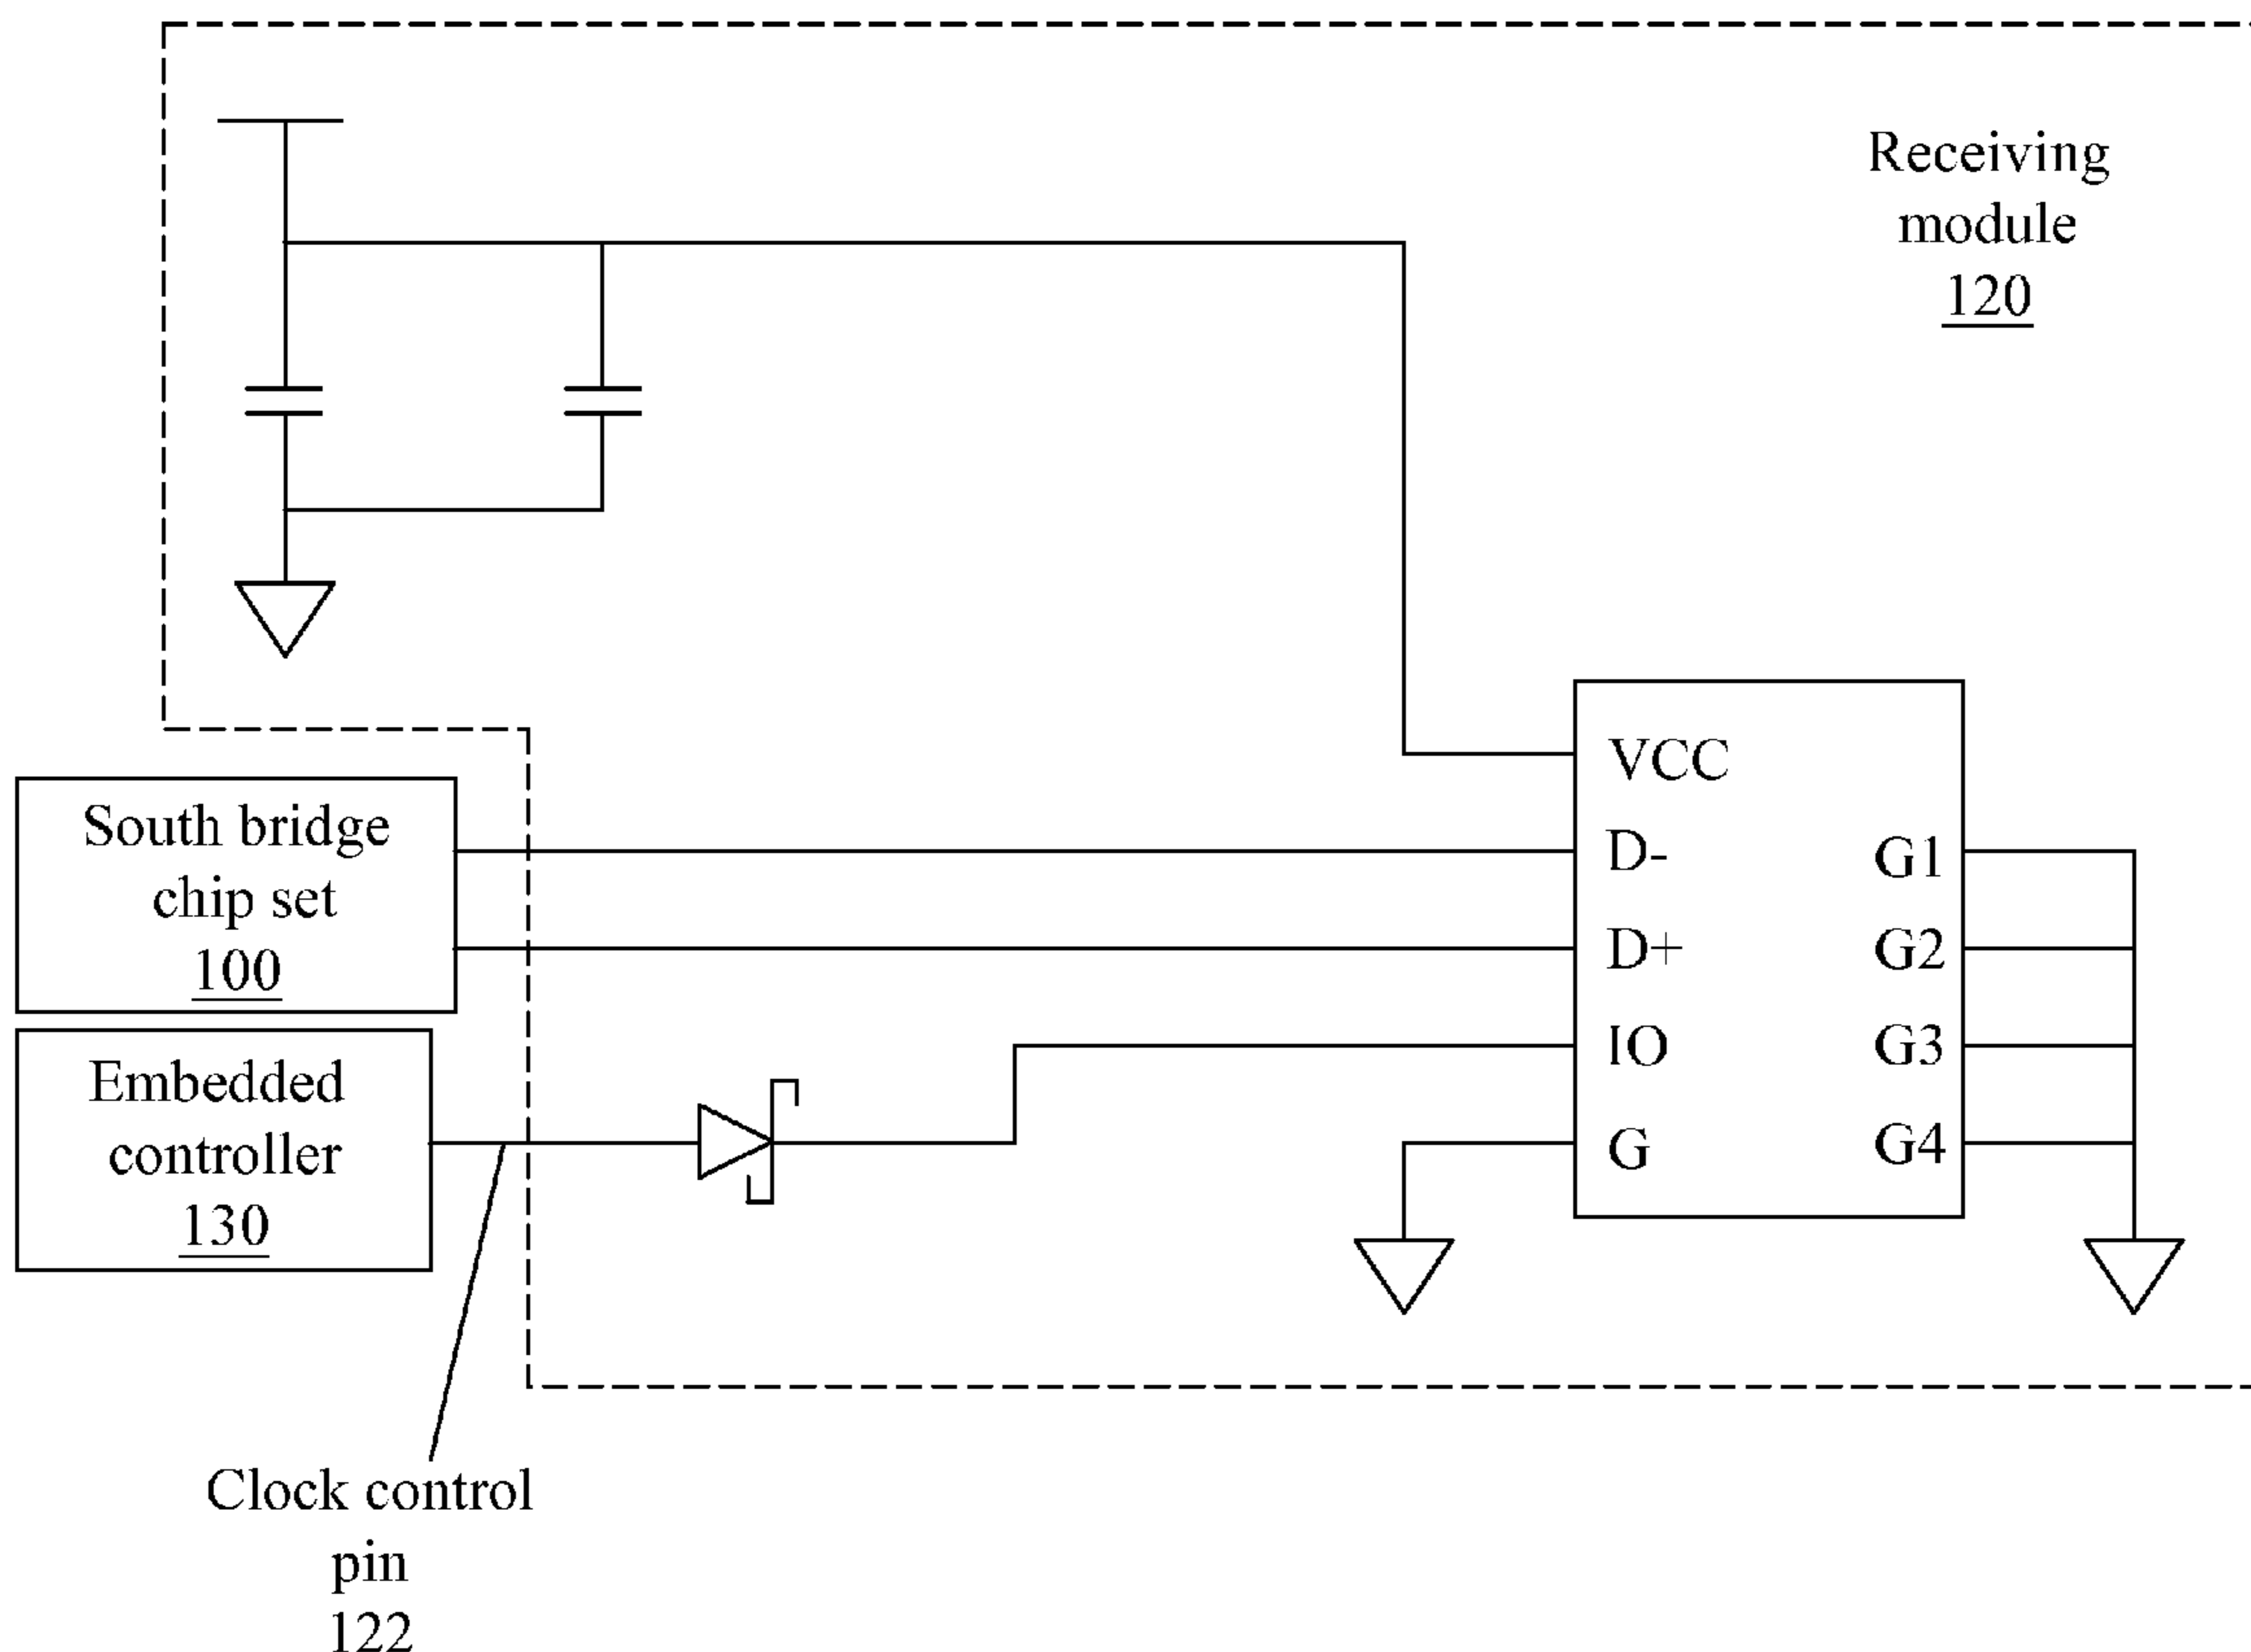 Receiving
module
120
South bridge
chip set
100
Embedded
controller
130
Clock control
pin
122
VCC
D-
D+
IO
G
G1
G2
G3
G4